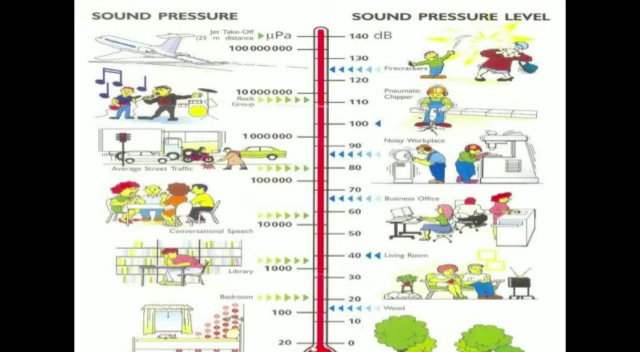 SOUND PRESSURE
SOUND PRESSURE LEVEL
Jet Take-Off
(25 m distance
μPa
140 dB
100 000 000
130
Firecrackers
120
10 000 000
Rock
Group
Pneumatic
Chipper
110
100
1 000 000
Noisy Workplace
90
Average Street Traffic
80
100 000
70
Business Office
60
10 000
Conversational Speech
50
40
Living Room
Library
1 000
30
Bedroom
20
100
Wood
10
20
0